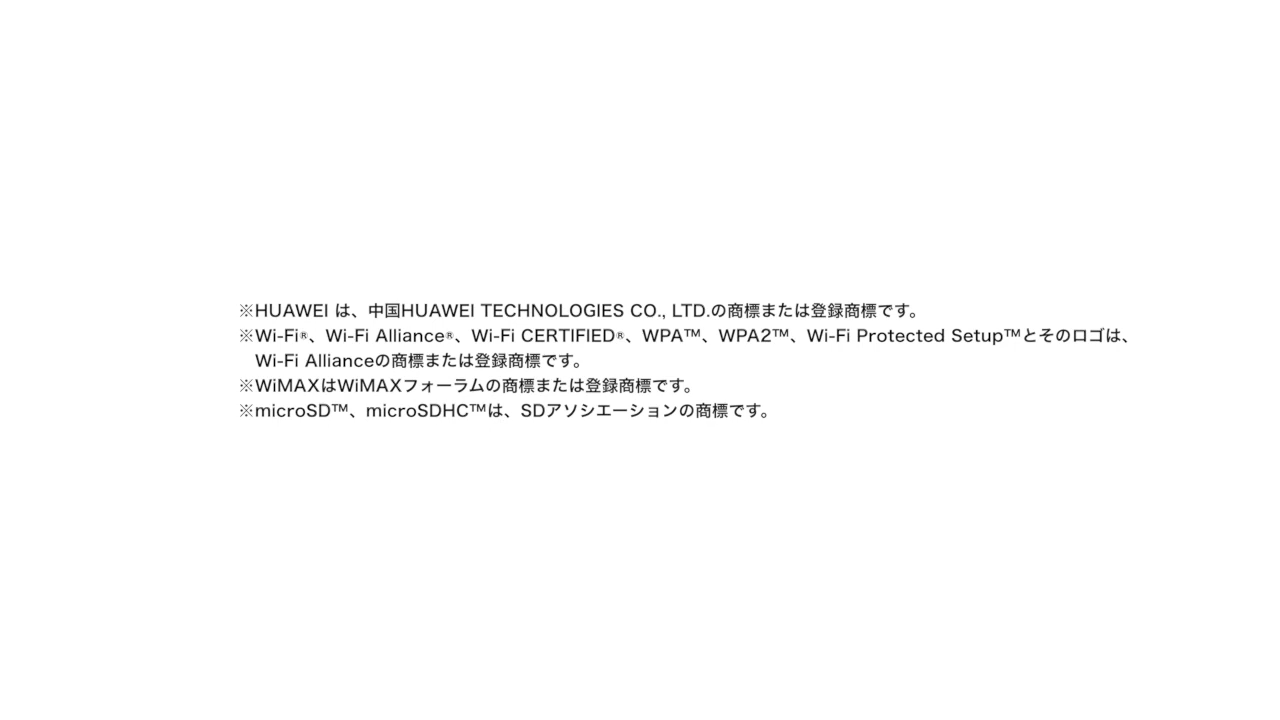 ※HUAWEI は、中国HUAWEI TECHNOLOGIES CO., LTD.の商標または登録商標です。
※Wi-Fi®、Wi-Fi Alliance®、Wi-Fi CERTIFIED®、WPA™、WPA2™、Wi-Fi Protected Setup™とそのロゴは、
Wi-Fi Allianceの商標または登録商標です。
※WiMAXはWiMAXフォーラムの商標または登録商標です。
※microSD™、microSDHC™は、SDアソシエーションの商標です。